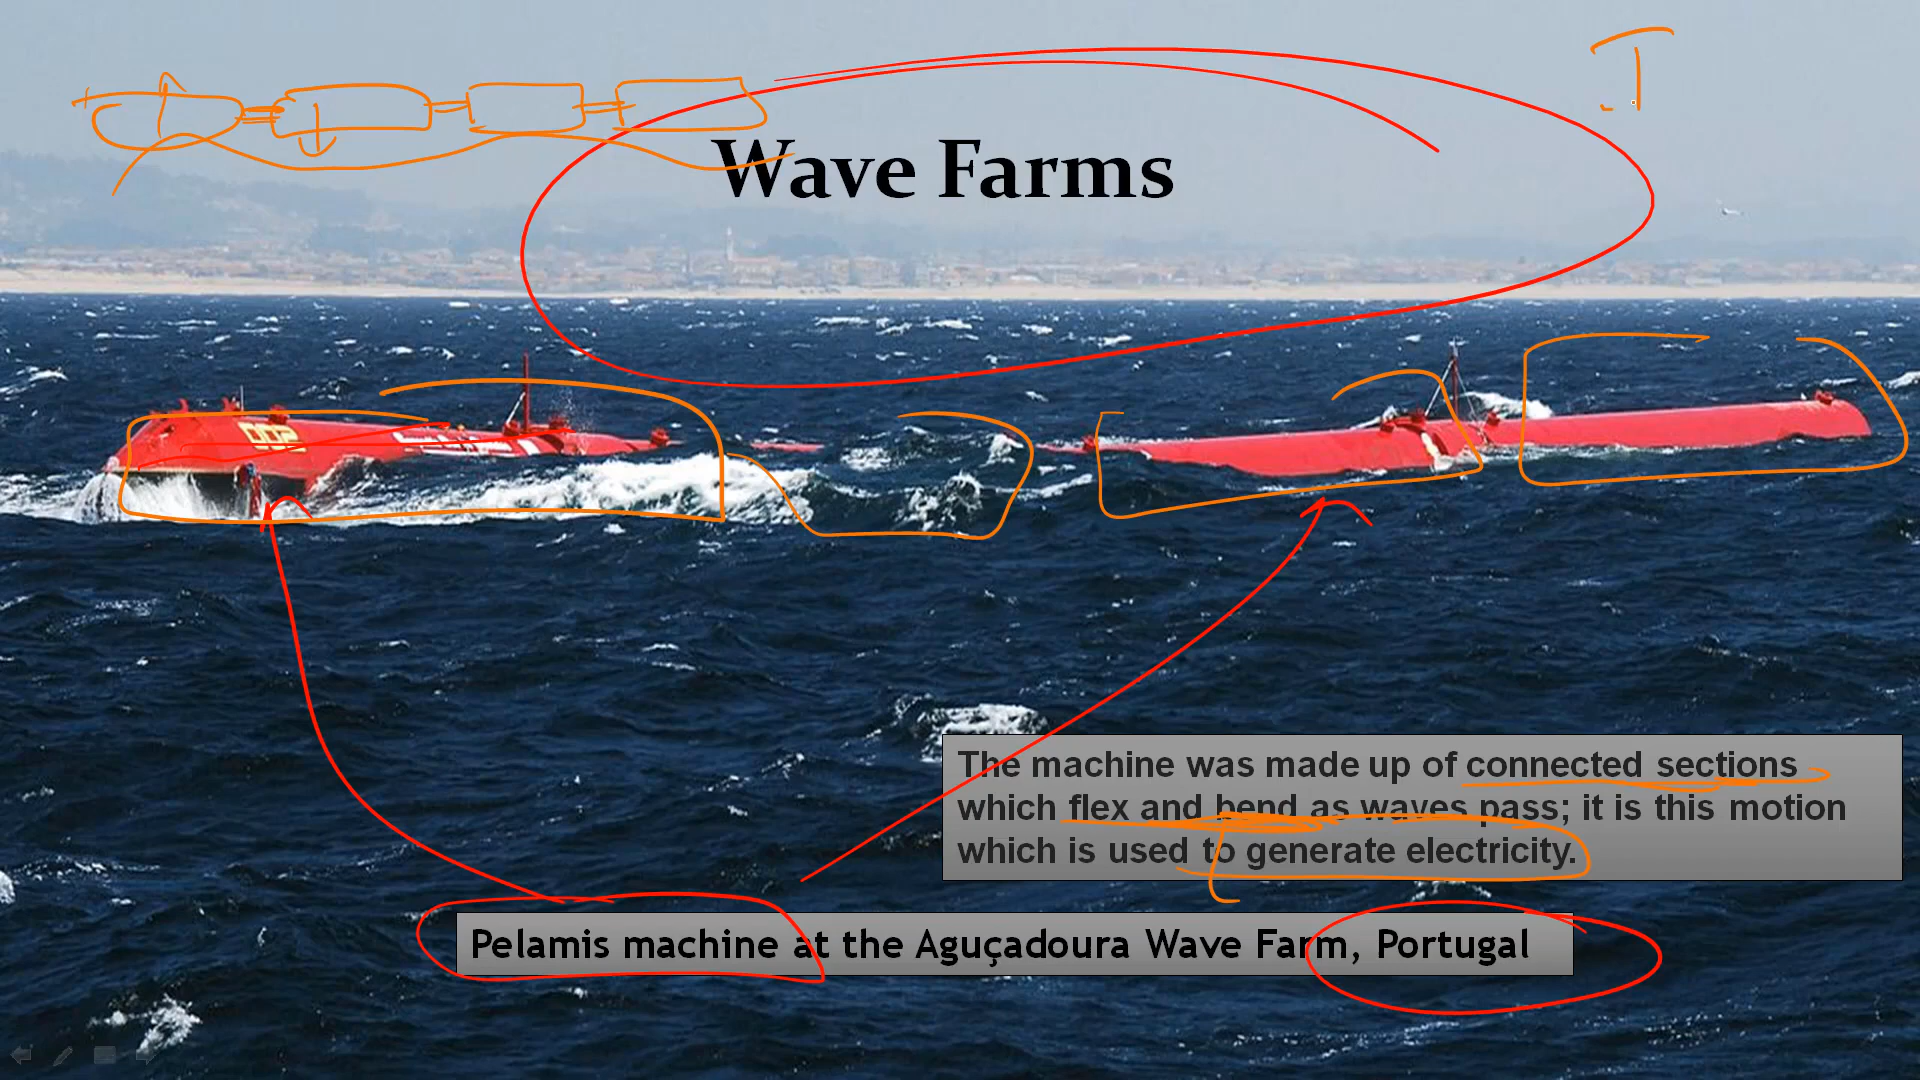 Wave Farms
002
The machine was made up of connected sections
which flex and bend as waves pass; it is this motion
which is used to generate electricity.
Pelamis machine at the Aguçadoura Wave Farm, Portugal